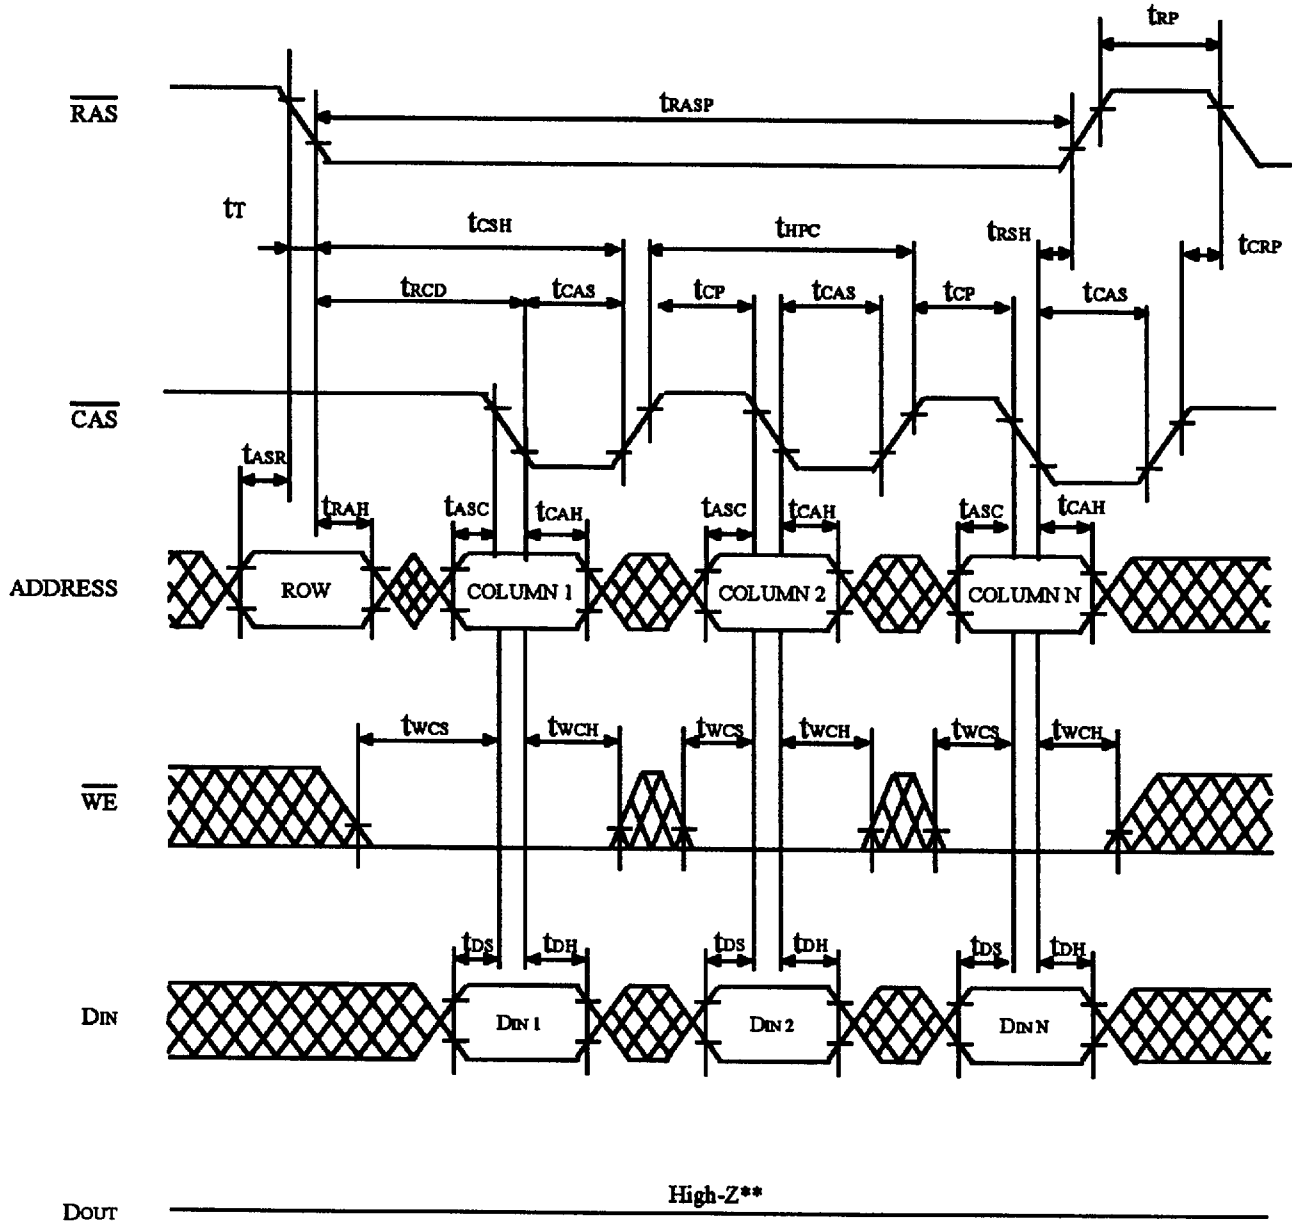 tRP
RAS
tRASP
tT
tCSH
tHPC
tRSH
tCRP
tRCD
tCAS
tCP
tCAS
tCP
tCAS
CAS
tASR
tRAH
tASC
tCAH
tASC
tCAH
tASC
tCAH
ADDRESS
ROW
COLUMN 1
COLUMN 2
COLUMN N
tWCS
tWCH
tWCS
tWCH
tWCS
tWCH
WE
tDS
tDH
tDS
tDH
tDS
tDH
DIN
DIN 1
DIN 2
DIN N
High-Z**
DOUT